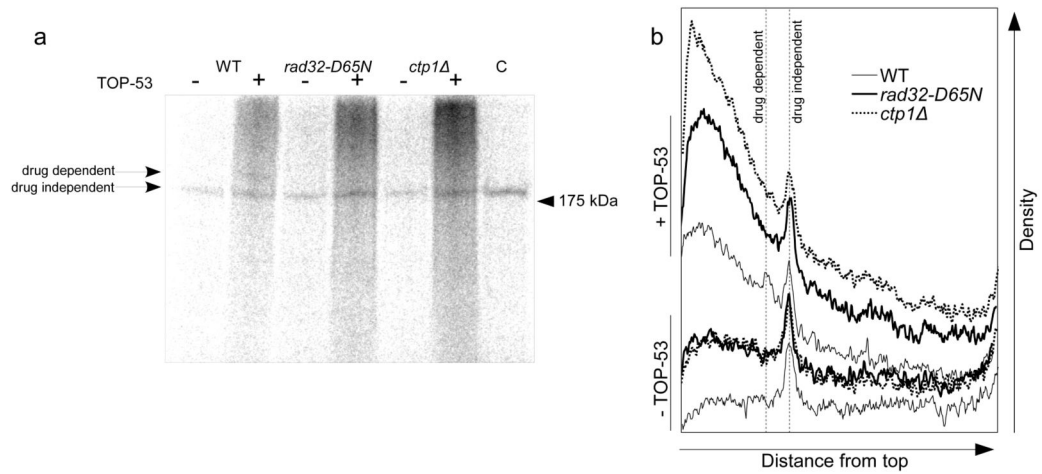 a
WT rad32-D65N ctp1Δ C
TOP-53 - + - + - +
drug dependent
drug independent
175 kDa
b
drug dependent
drug independent
WT
rad32-D65N
ctp1Δ
+ TOP-53
- TOP-53
Density
Distance from top